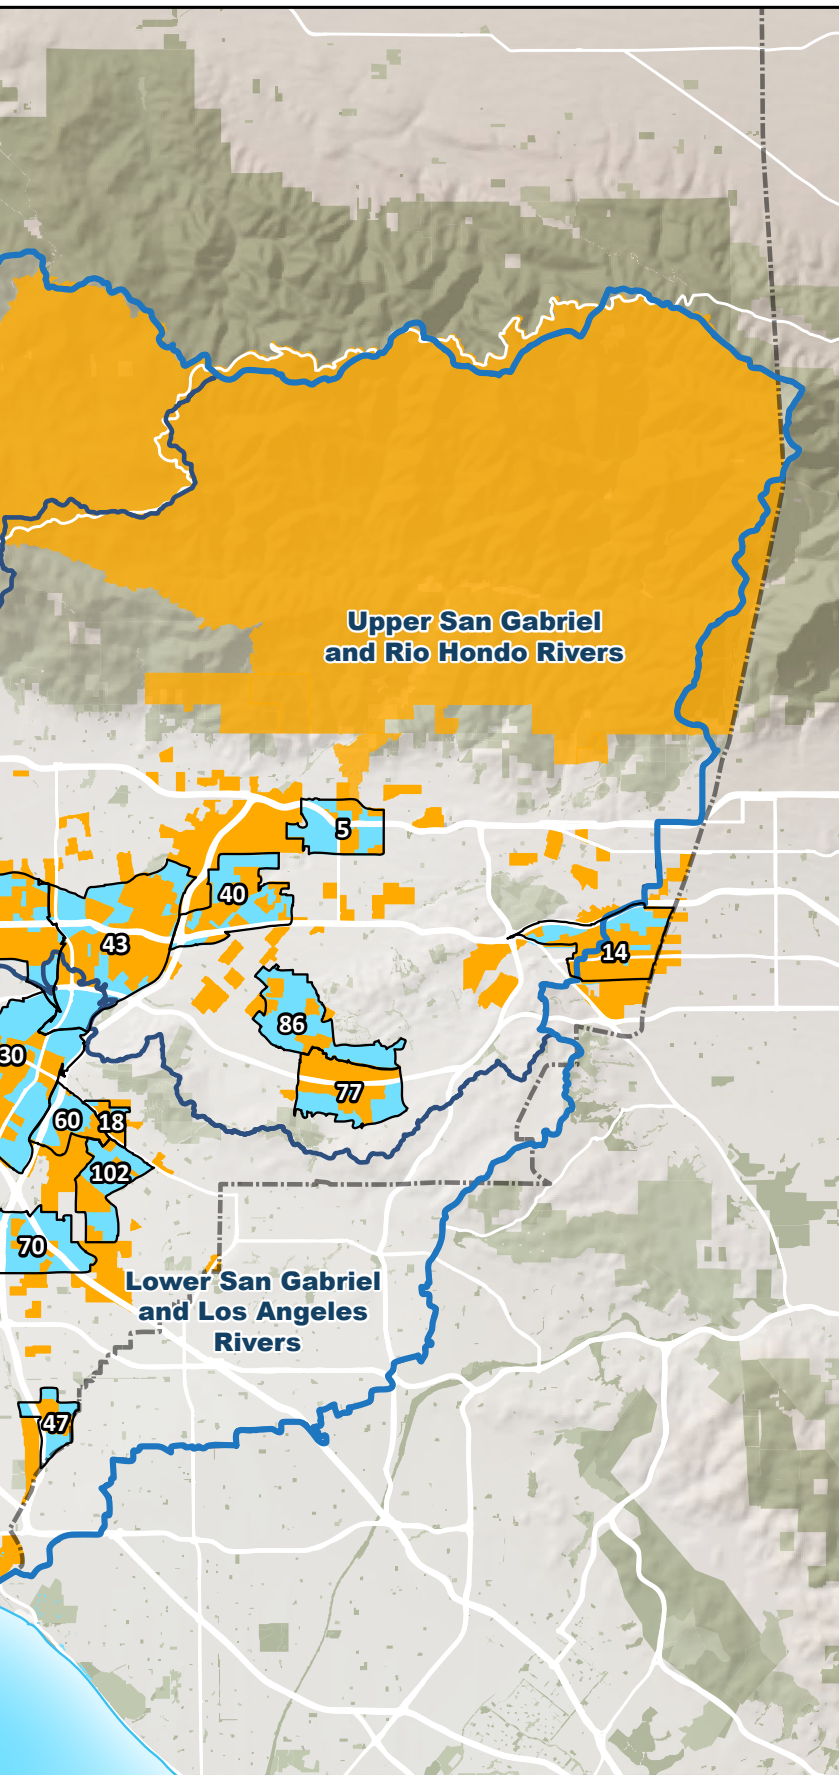 Upper San Gabriel
and Rio Hondo Rivers
5
40
43
14
86
30
77
60
18
102
70
Lower San Gabriel
and Los Angeles
Rivers
47